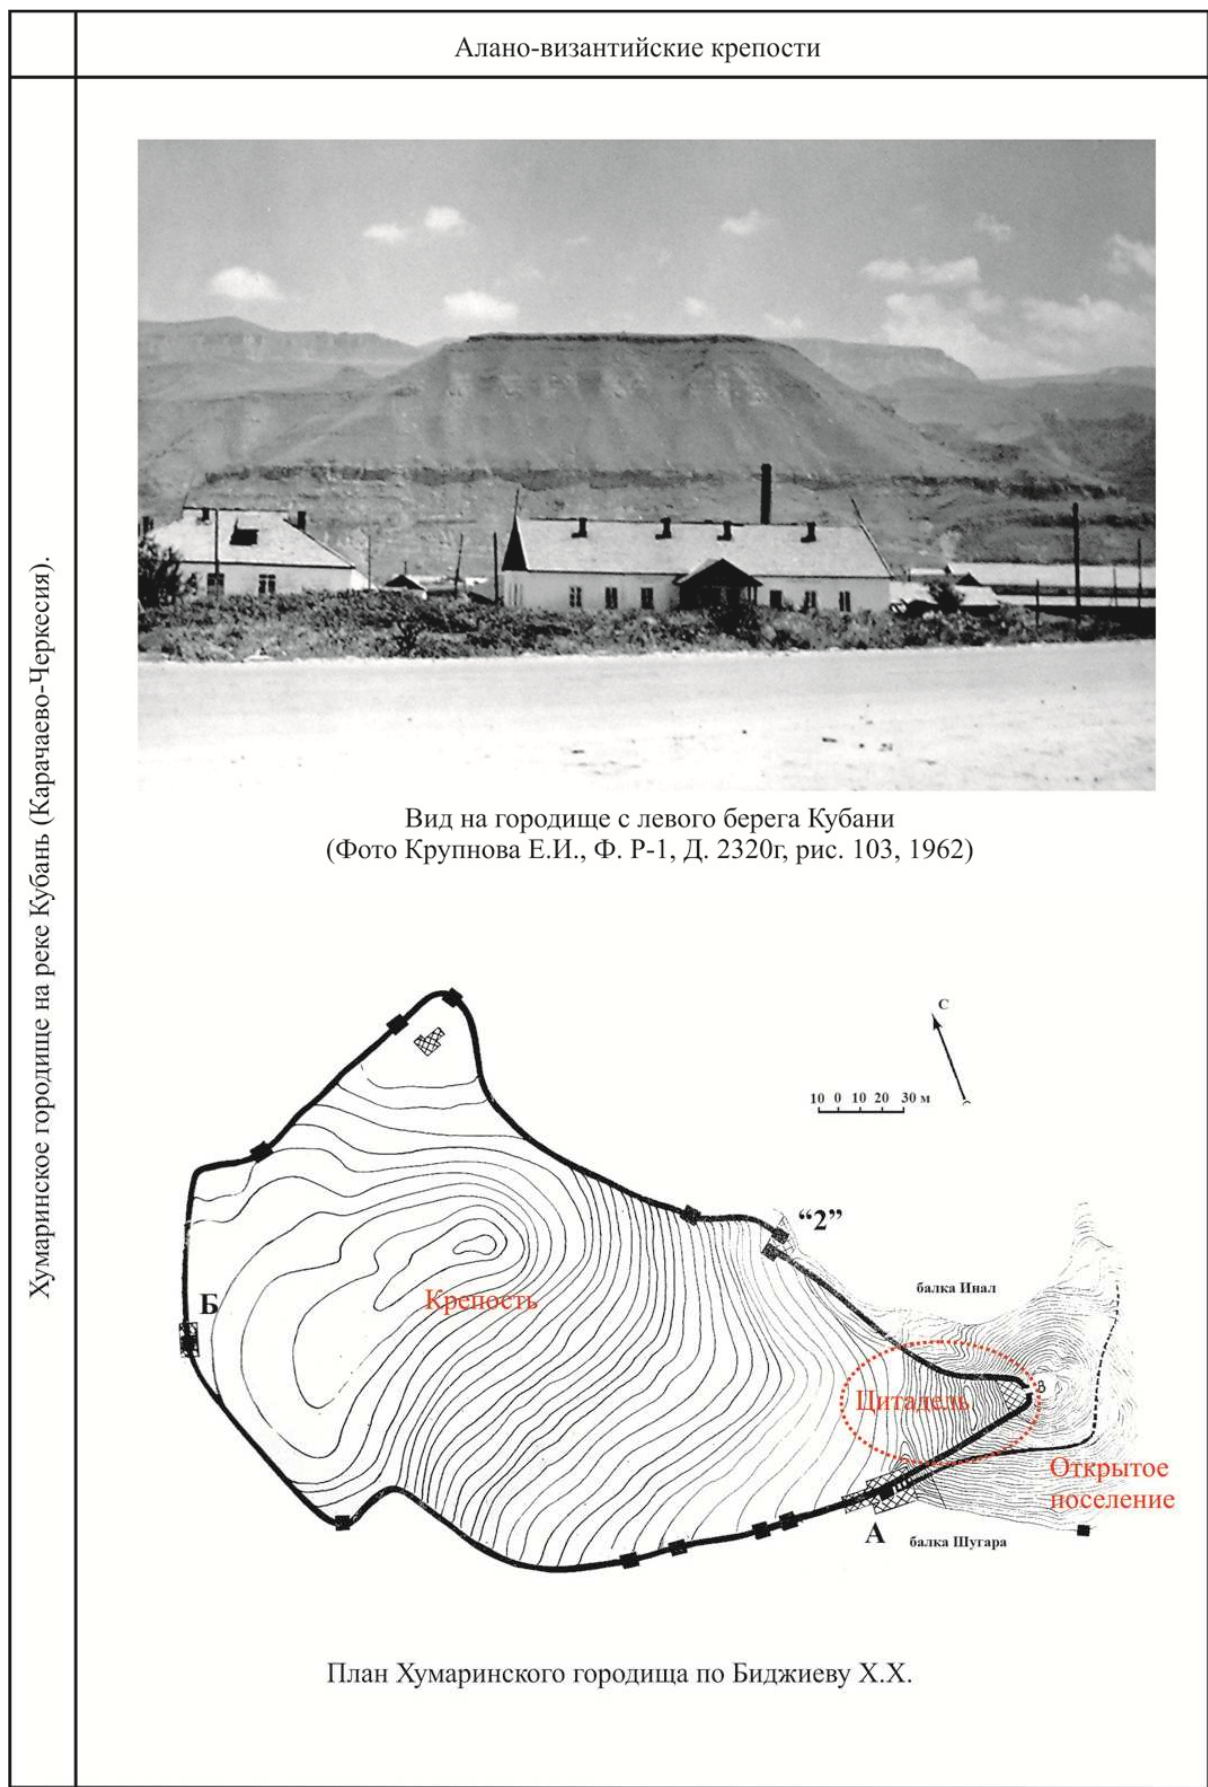 Алано-византийские крепости
Хумаринское городище на реке Кубань (Карачаево-Черкесия).
Вид на городище с левого берега Кубани
(Фото Крупнова Е.И., Ф. Р-1, Д. 2320г, рис. 103, 1962)
С
10 0 10 20 30 м
“2”
балка Инал
Б
Крепость
В
Цитадель
Открытое
поселение
А
балка Шугара
План Хумаринского городища по Биджиеву Х.Х.